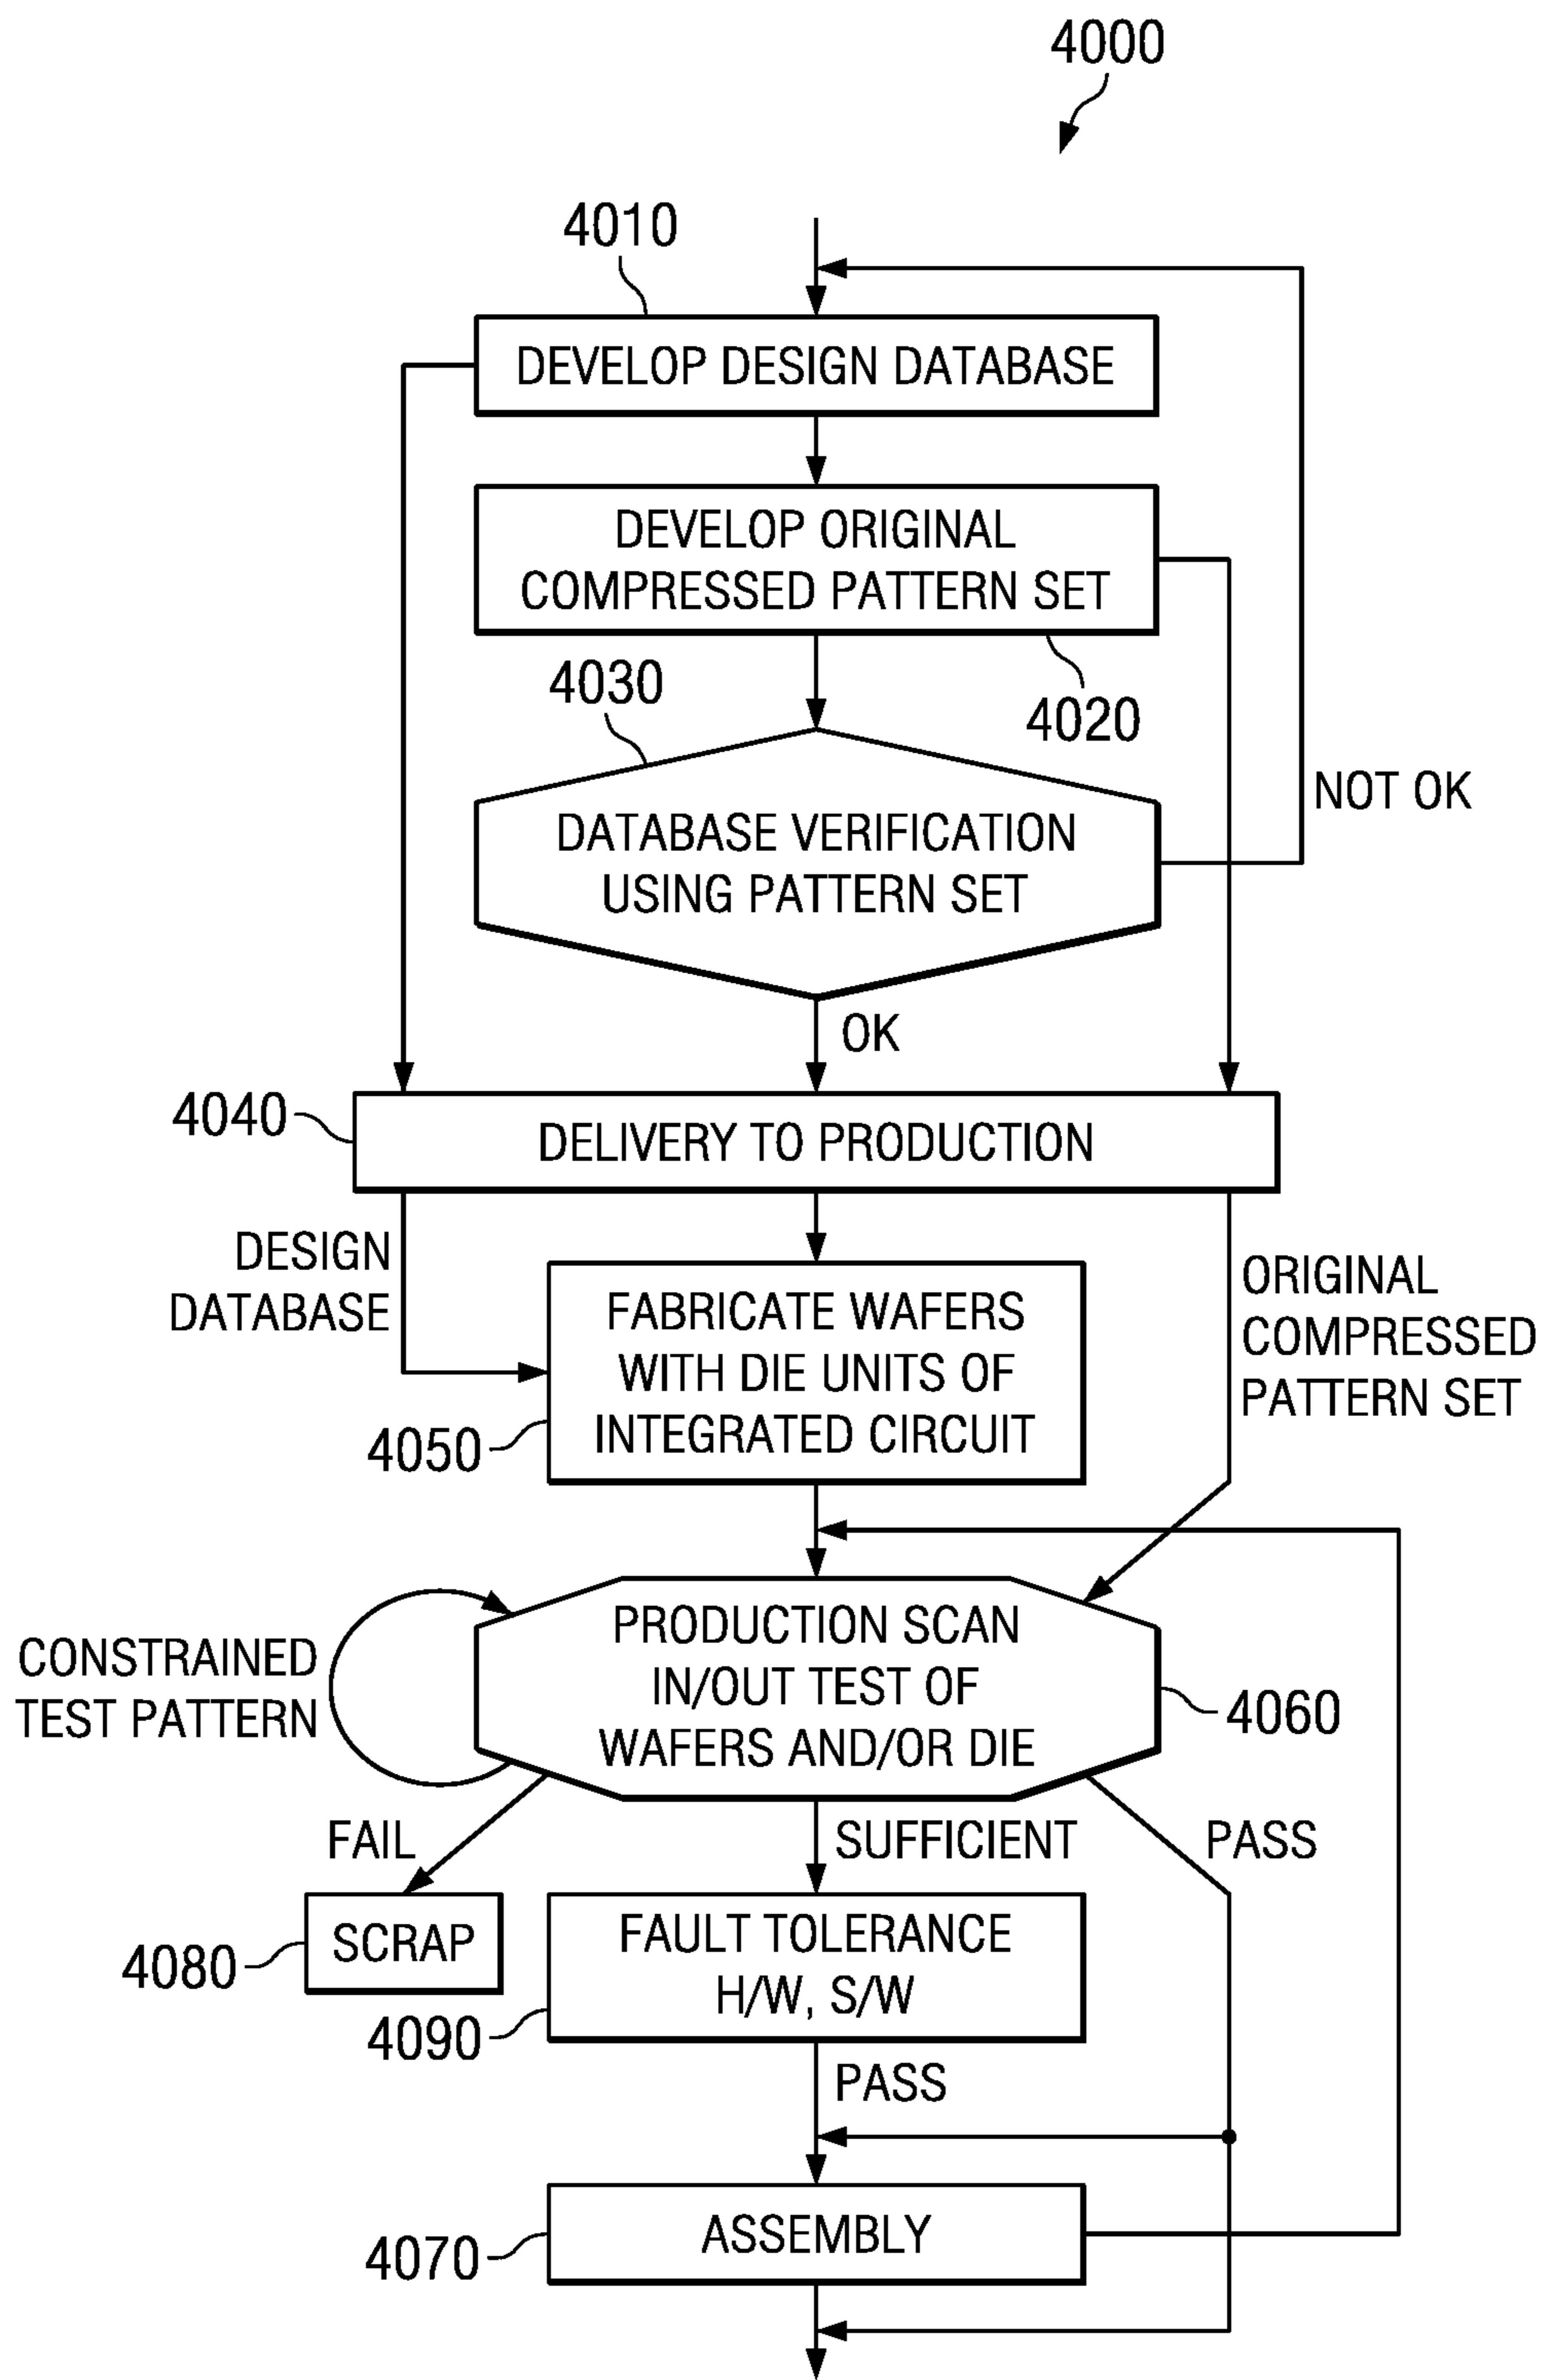 4000
4010
DEVELOP DESIGN DATABASE
DEVELOP ORIGINAL
COMPRESSED PATTERN SET
4030
4020
NOT OK
DATABASE VERIFICATION
USING PATTERN SET
OK
4040
DELIVERY TO PRODUCTION
DESIGN
DATABASE
ORIGINAL
COMPRESSED
PATTERN SET
FABRICATE WAFERS
WITH DIE UNITS OF
INTEGRATED CIRCUIT
4050
CONSTRAINED
TEST PATTERN
PRODUCTION SCAN
IN/OUT TEST OF
WAFERS AND/OR DIE
4060
FAIL
SUFFICIENT
PASS
SCRAP
4080
FAULT TOLERANCE
H/W, S/W
4090
PASS
ASSEMBLY
4070